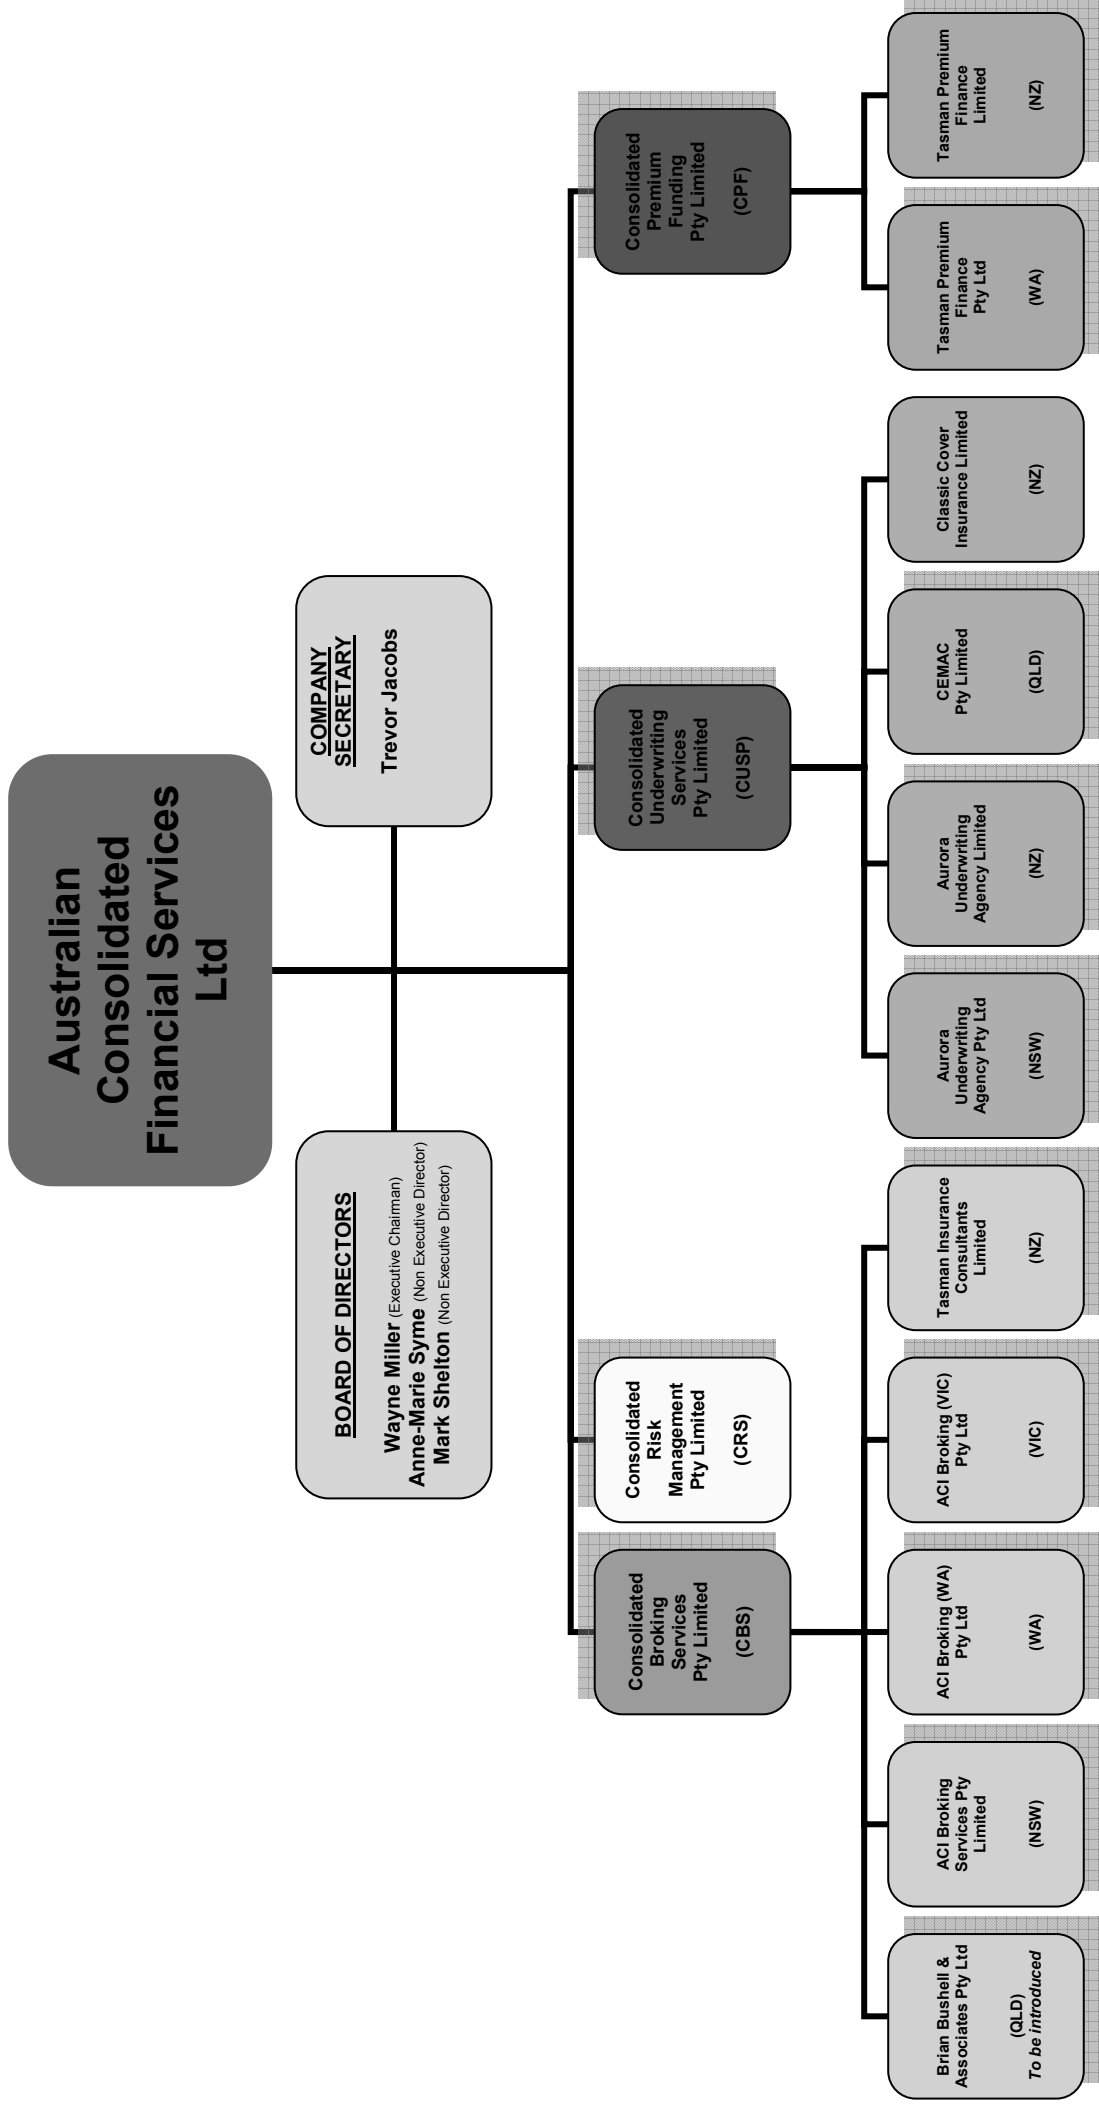 Australian
Consolidated
Financial Services
Ltd
BOARD OF DIRECTORS
Wayne Miller (Executive Chairman)
Anne-Marie Syme (Non Executive Director)
Mark Shelton (Non Executive Director)
COMPANY
SECRETARY
Trevor Jacobs
Consolidated
Broking
Services
Pty Limited
(CBS)
Consolidated
Risk
Management
Pty Limited
(CRS)
Consolidated
Underwriting
Services
Pty Limited
(CUSP)
Consolidated
Premium
Funding
Pty Limited
(CPF)
Brian Bushell &
Associates Pty Ltd
(QLD)
To be introduced
ACI Broking
Services Pty
Limited
(NSW)
ACI Broking (WA)
Pty Ltd
(WA)
ACI Broking (VIC)
Pty Ltd
(VIC)
Tasman Insurance
Consultants
Limited
(NZ)
Aurora
Underwriting
Agency Pty Ltd
(NSW)
Aurora
Underwriting
Agency Limited
(NZ)
CEMAC
Pty Limited
(QLD)
Classic Cover
Insurance Limited
(NZ)
Tasman Premium
Finance
Pty Ltd
(WA)
Tasman Premium
Finance
Limited
(NZ)